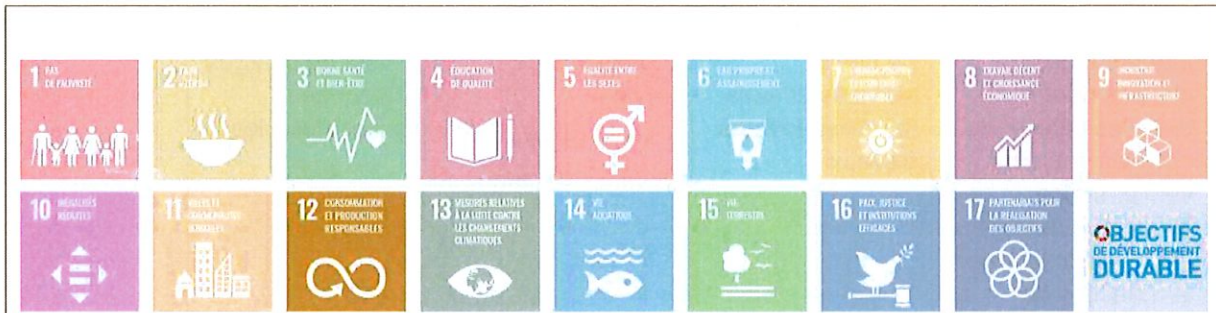 1 PAS
DE PAUVRETÉ
2 FAIM
«ZÉRO»
3 BONNE SANTÉ
ET BIEN-ÊTRE
4 ÉDUCATION
DE QUALITÉ
5 ÉGALITÉ ENTRE
LES SEXES
6 EAU PROPRE ET
ASSAINISSEMENT
7
8 TRAVAIL DÉCENT
ET CROISSANCE
ÉCONOMIQUE
9 INDUSTRIE
INNOVATION ET
INFRASTRUCTURE
10 INÉGALITÉS
RÉDUITES
11
12 CONSOMMATION
ET PRODUCTION
RESPONSABLES
13 MESURES RELATIVES
À LA LUTTE CONTRE
LES CHANGEMENTS
CLIMATIQUES
14 VIE
AQUATIQUE
15 VIE
TERRESTRE
16 PAIX, JUSTICE
ET INSTITUTIONS
EFFICACES
17 PARTENARIATS POUR
LA RÉALISATION
DES OBJECTIFS
OBJECTIFS
DE DÉVELOPPEMENT
DURABLE